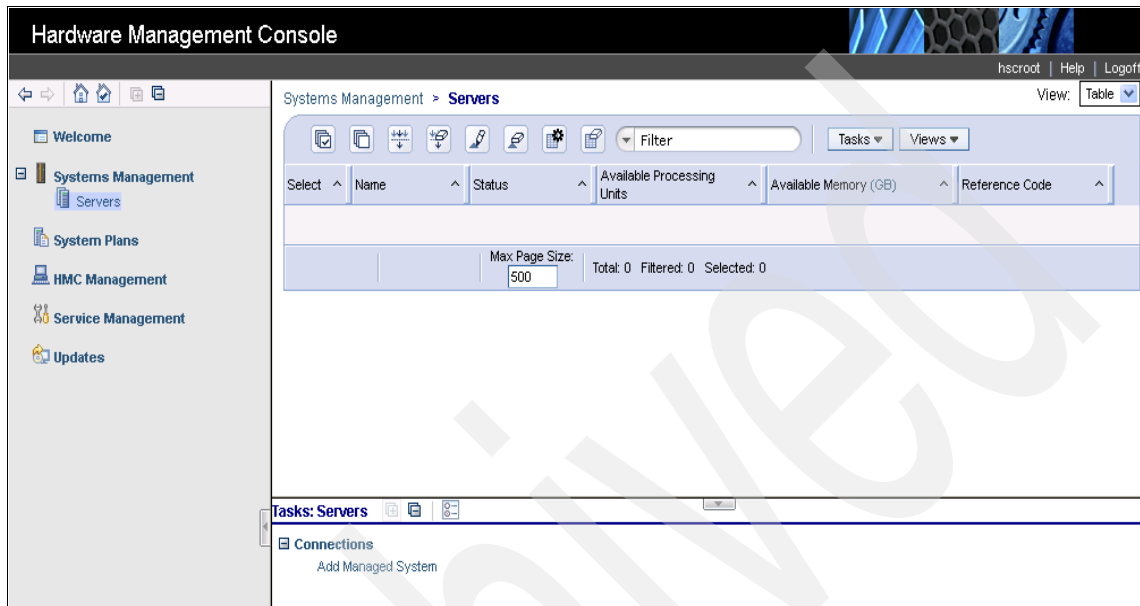 Hardware Management Console
hscroot | Help | Logoff
Systems Management > Servers
View: Table
Welcome
Systems Management
Servers
System Plans
HMC Management
Service Management
Updates
Filter
Tasks
Views
Select ^ Name ^ Status ^ Available Processing Units ^ Available Memory (GB) ^ Reference Code ^
Max Page Size:
500
Total: 0 Filtered: 0 Selected: 0
Tasks: Servers
Connections
Add Managed System
hived